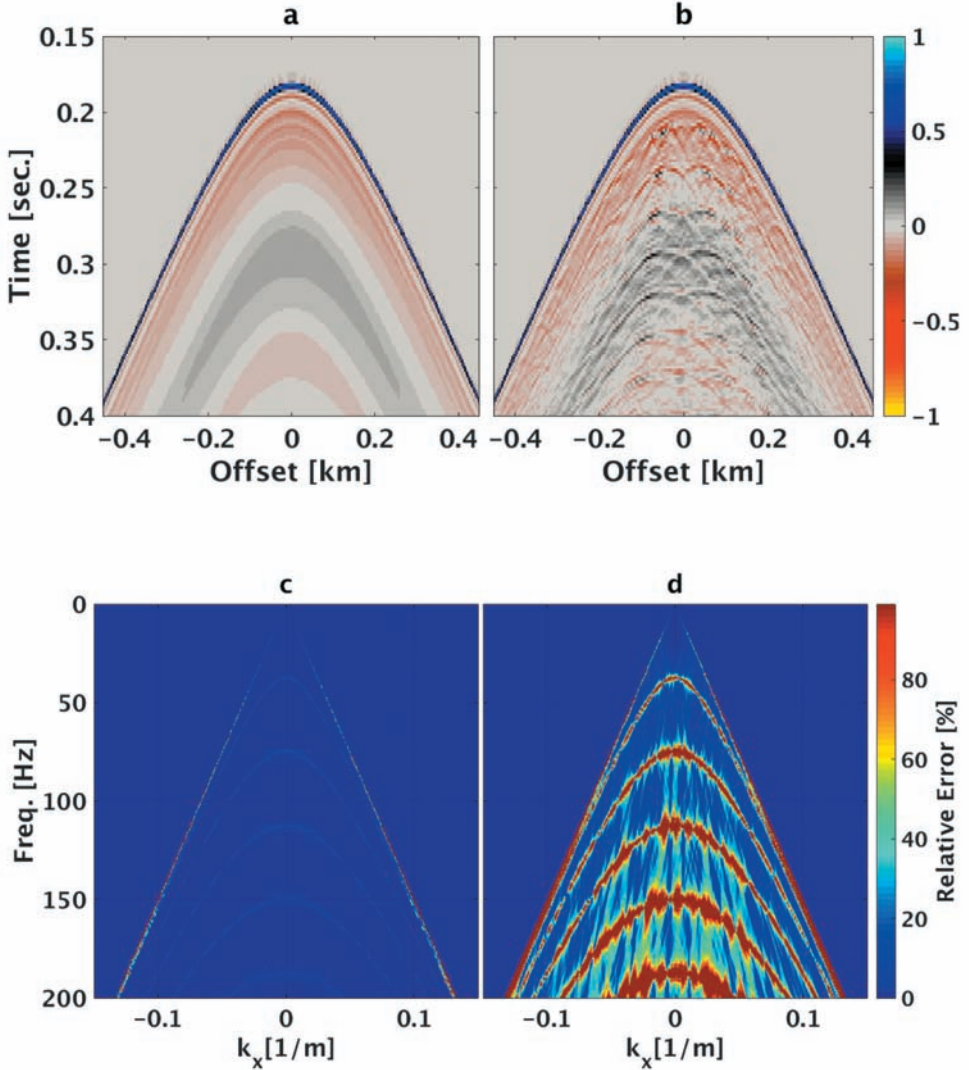 a
b
0.15
0.2
0.25
0.3
0.35
0.4
Time [sec.]
−0.4 −0.2 0 0.2 0.4
Offset [km]
−0.4 −0.2 0 0.2 0.4
Offset [km]
1
0.5
0
−0.5
−1
c
d
0
50
100
150
200
Freq. [Hz]
−0.1 0 0.1
k_x[1/m]
−0.1 0 0.1
k_x[1/m]
80
60
40
20
0
Relative Error [%]